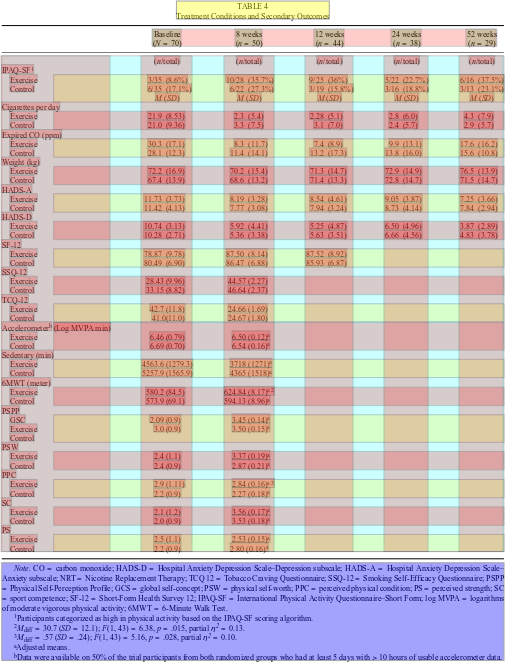 TABLE 4
Treatment Conditions and Secondary Outcomes
Baseline 8 weeks 12 weeks 24 weeks 52 weeks
(N = 70) (n = 50) (n = 44) (n = 38) (n = 29)
(n/total) (n/total) (n/total) (n/total) (n/total)
IPAQ-SF¹
Exercise 3/35 (8.6%) 10/28 (35.7%) 9/25 (36%) 5/22 (22.7%) 6/16 (37.5%)
Control 6/35 (17.1%) 6/22 (27.3%) 3/19 (15.8%) 3/16 (18.8%) 3/13 (23.1%)
M (SD) M (SD) M (SD) M (SD) M (SD)
Cigarettes per day
Exercise 21.9 (8.53) 2.3 (5.4) 2.28 (5.1) 2.8 (6.0) 4.3 (7.9)
Control 21.0 (9.36) 3.3 (7.5) 3.1 (7.0) 2.4 (5.7) 2.9 (5.7)
Expired CO (ppm)
Exercise 30.3 (17.1) 8.3 (11.7) 7.4 (8.9) 9.9 (13.1) 17.6 (16.2)
Control 28.1 (12.3) 11.4 (14.1) 13.2 (17.3) 13.8 (16.0) 15.6 (10.8)
Weight (kg)
Exercise 72.2 (16.9) 70.2 (15.4) 71.3 (14.7) 72.9 (14.9) 76.5 (13.9)
Control 67.4 (13.9) 68.6 (13.2) 71.4 (13.3) 72.8 (14.7) 71.5 (14.7)
HADS-A
Exercise 11.73 (3.73) 8.19 (3.28) 8.54 (4.61) 9.05 (3.87) 7.25 (3.66)
Control 11.42 (4.13) 7.77 (3.08) 7.94 (3.24) 8.73 (4.14) 7.84 (2.94)
HADS-D
Exercise 10.74 (3.13) 5.92 (4.41) 5.25 (4.87) 6.50 (4.96) 3.87 (2.89)
Control 10.28 (2.71) 5.36 (3.38) 5.63 (3.51) 6.66 (4.56) 4.83 (3.78)
SF-12
Exercise 78.87 (9.78) 87.50 (8.14) 87.52 (8.92)
Control 80.49 (6.90) 86.47 (6.25) 85.93 (6.87)
SSQ-12
Exercise 28.43 (9.96) 44.57 (2.27)
Control 33.15 (8.82) 46.64 (2.37)
TCQ-12
Exercise 42.7 (11.8) 24.66 (1.69)
Control 41.0 (11.0) 24.67 (1.80)
Accelerometerᵇ (Log MVPA min)
Exercise 6.46 (0.79) 6.50 (0.12)ᵃ
Control 6.69 (0.70) 6.54 (0.16)ᵃ
Sedentary (min)
Exercise 4563.6 (1279.3) 3718 (1271)ᵃ
Control 5257.9 (1565.9) 4365 (1518)ᵃ
6MWT (meter)
Exercise 580.2 (84.5) 624.84 (8.17)ᵃ,²
Control 573.9 (69.1) 594.13 (8.96)ᵃ
PSPP
GSC 2.09 (0.9) 3.45 (0.14)ᵃ
Exercise 3.0 (0.9) 3.50 (0.15)ᵃ
Control
PSW
Exercise 2.4 (1.1) 3.37 (0.19)ᵃ
Control 2.4 (0.9) 2.87 (0.21)ᵃ
PPC
Exercise 2.9 (1.11) 2.84 (0.16)ᵃ,³
Control 2.2 (0.9) 2.27 (0.18)ᵃ
SC
Exercise 2.1 (1.2) 3.56 (0.17)ᵃ
Control 2.0 (0.9) 3.53 (0.18)ᵃ
PS
Exercise 2.5 (1.1) 2.53 (0.15)ᵃ
Control 2.2 (0.9) 2.80 (0.16)ᵃ
Note. CO = carbon monoxide; HADS-D = Hospital Anxiety Depression Scale–Depression subscale; HADS-A = Hospital Anxiety Depression Scale–
Anxiety subscale; NRT = Nicotine Replacement Therapy; TCQ 12 = Tobacco Craving Questionnaire; SSQ-12 = Smoking Self-Efficacy Questionnaire; PSPP
= Physical Self-Perception Profile; GCS = global self-concept; PSW = physical self-worth; PPC = perceived physical condition; PS = perceived strength; SC
= sport competence; SF-12 = Short-Form Health Survey 12; IPAQ-SF = International Physical Activity Questionnaire–Short Form; log MVPA = logarithms
of moderate vigorous physical activity; 6MWT = 6-Minute Walk Test.
¹Participants categorized as high in physical activity based on the IPAQ-SF scoring algorithm.
²Mdiff = 30.7 (SD = 12.1); F(1, 43) = 6.38, p = .015, partial η² = 0.13.
³Mdiff = .57 (SD = .24); F(1, 43) = 5.16, p = .028, partial η² = 0.10.
ᵃAdjusted means.
ᵇData were available on 50% of the trial participants from both randomized groups who had at least 5 days with ≥ 10 hours of usable accelerometer data.